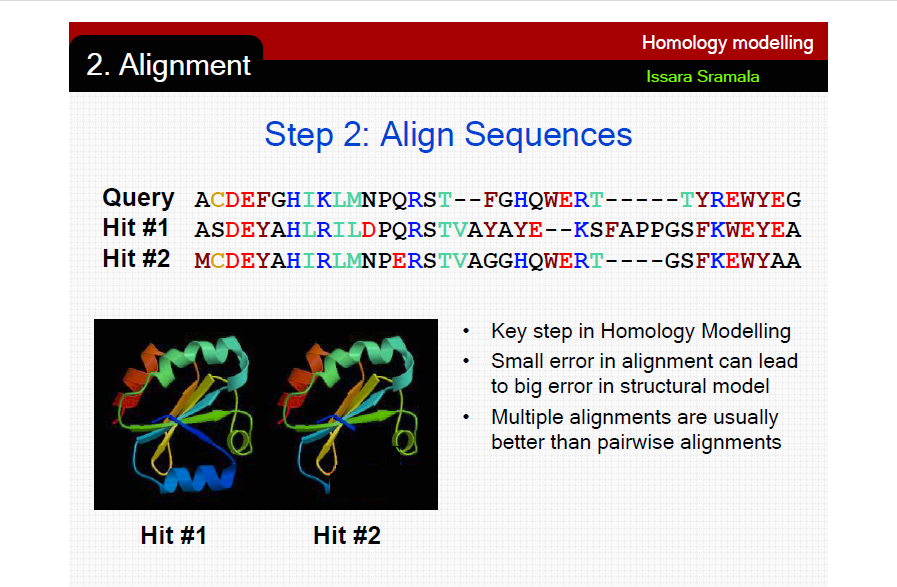 Homology modelling
2. Alignment
Issara Sramala
Step 2: Align Sequences
Query ACDEFGHIKLMNPQRST--FGHQWERT-----TYREWYEG
Hit #1 ASDEYAHLRILDPQRSTVAYAYE--KSFAPPGSFKWEYEA
Hit #2 MCDEYAHIRLMNPERSTVAGGHQWERT----GSFKEWYAA
• Key step in Homology Modelling
• Small error in alignment can lead
to big error in structural model
• Multiple alignments are usually
better than pairwise alignments
Hit #1 Hit #2